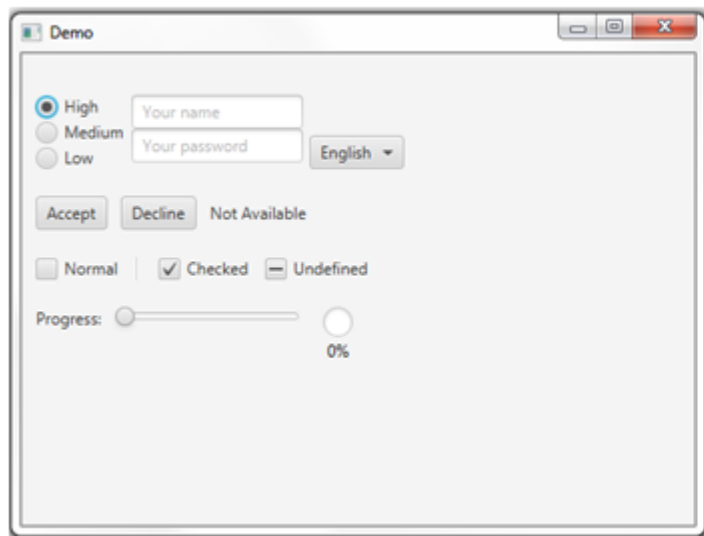 Demo
High
Your name
Medium
Your password
English
Low
Accept Decline Not Available
Normal Checked Undefined
Progress:
0%